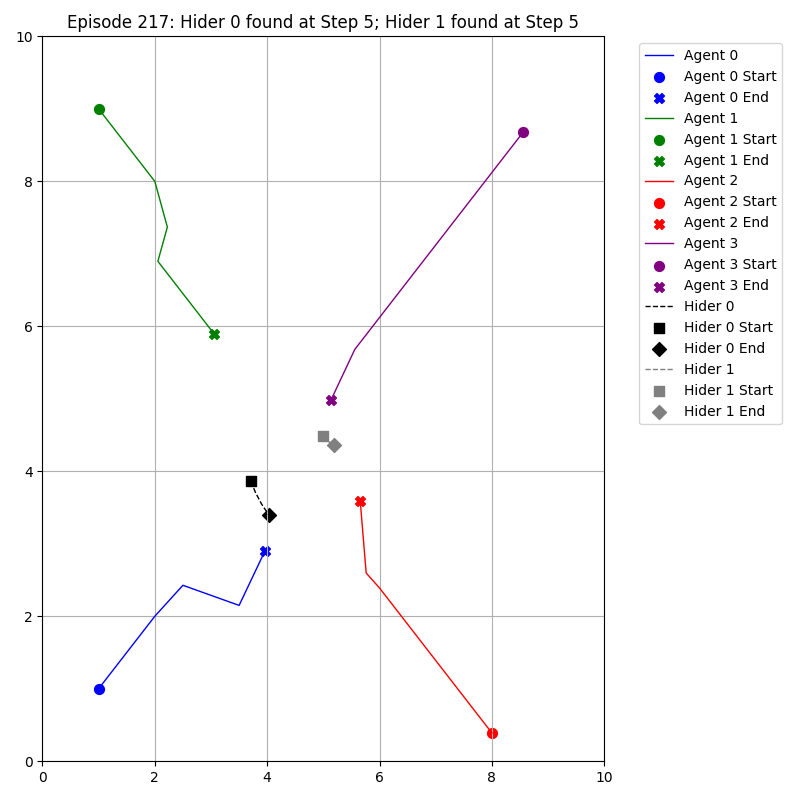 Episode 217: Hider 0 found at Step 5; Hider 1 found at Step 5
10
8
6
4
2
0
0 2 4 6 8 10
Agent 0
Agent 0 Start
Agent 0 End
Agent 1
Agent 1 Start
Agent 1 End
Agent 2
Agent 2 Start
Agent 2 End
Agent 3
Agent 3 Start
Agent 3 End
Hider 0
Hider 0 Start
Hider 0 End
Hider 1
Hider 1 Start
Hider 1 End